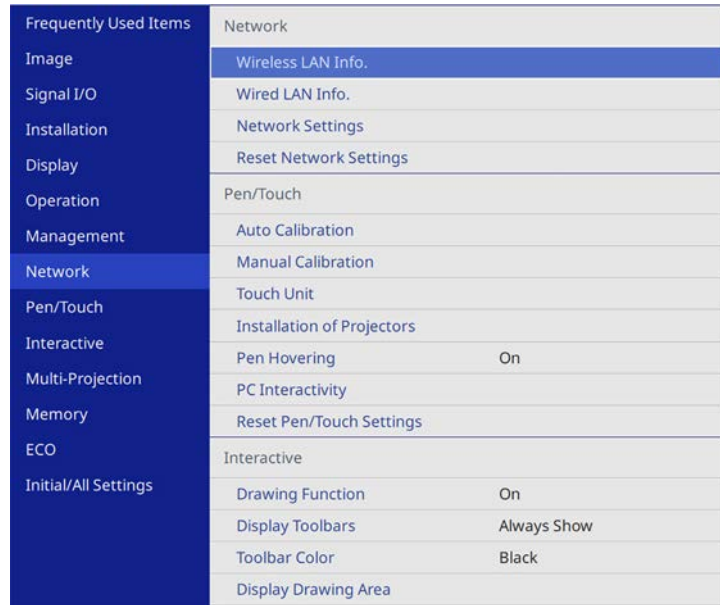 Frequently Used Items
Image
Signal I/O
Installation
Display
Operation
Management
Network
Pen/Touch
Interactive
Multi-Projection
Memory
ECO
Initial/All Settings
Network
Wireless LAN Info.
Wired LAN Info.
Network Settings
Reset Network Settings
Pen/Touch
Auto Calibration
Manual Calibration
Touch Unit
Installation of Projectors
Pen Hovering On
PC Interactivity
Reset Pen/Touch Settings
Interactive
Drawing Function On
Display Toolbars Always Show
Toolbar Color Black
Display Drawing Area